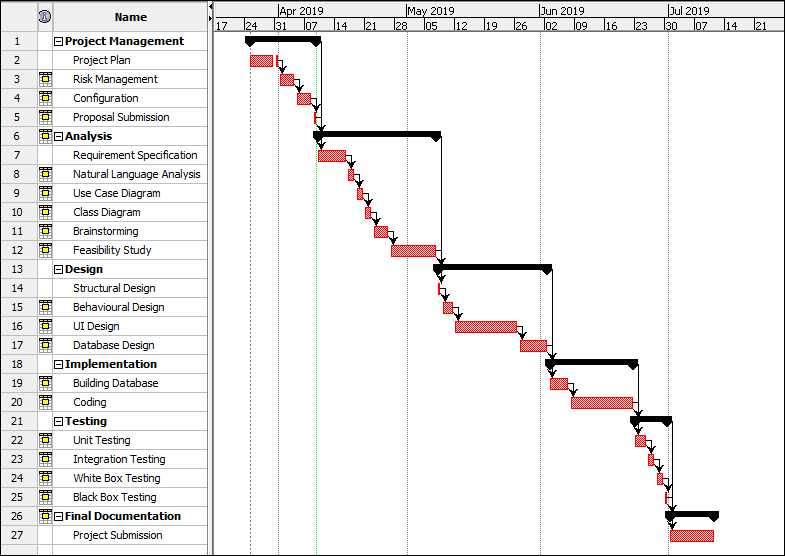 Name
Apr 2019 May 2019 Jun 2019 Jul 2019
17 24 31 07 14 21 28 05 12 19 26 02 09 16 23 30 07 14 21
1 Project Management
2 Project Plan
3 Risk Management
4 Configuration
5 Proposal Submission
6 Analysis
7 Requirement Specification
8 Natural Language Analysis
9 Use Case Diagram
10 Class Diagram
11 Brainstorming
12 Feasibility Study
13 Design
14 Structural Design
15 Behavioural Design
16 UI Design
17 Database Design
18 Implementation
19 Building Database
20 Coding
21 Testing
22 Unit Testing
23 Integration Testing
24 White Box Testing
25 Black Box Testing
26 Final Documentation
27 Project Submission